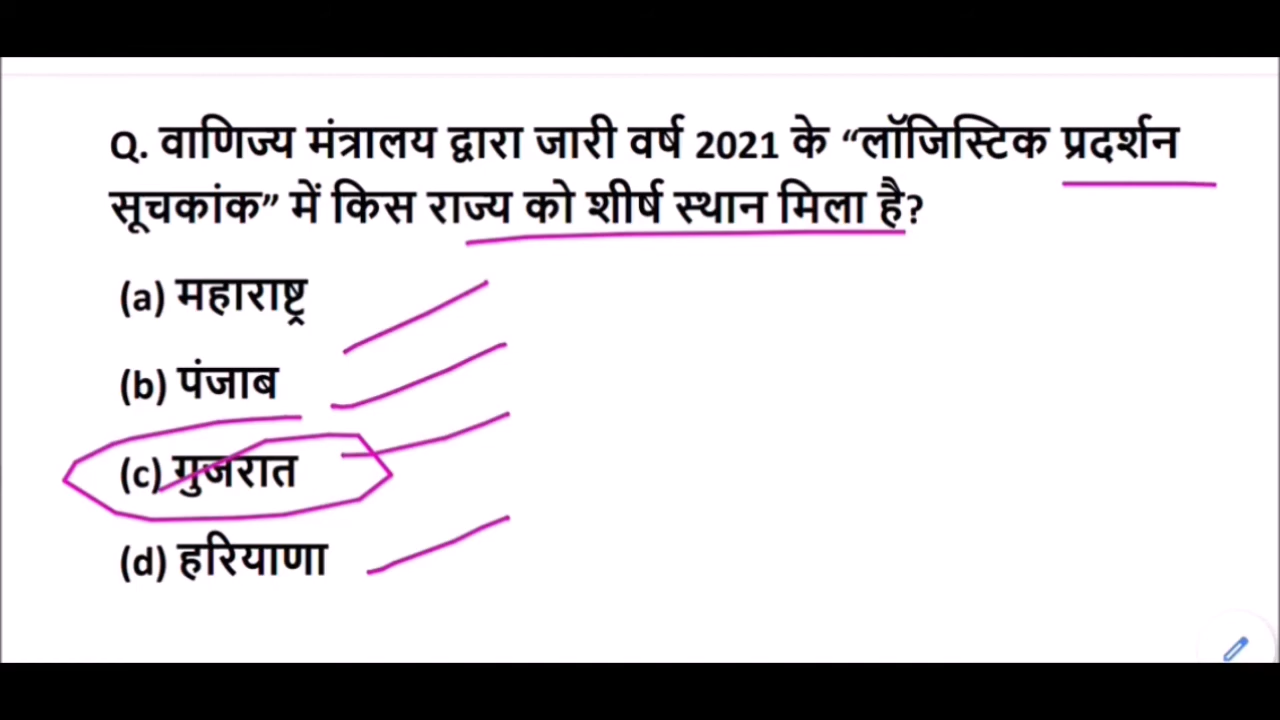 Q. वाणिज्य मंत्रालय द्वारा जारी वर्ष 2021 के “लॉजिस्टिक प्रदर्शन
सूचकांक” में किस राज्य को शीर्ष स्थान मिला है?
(a) महाराष्ट्र
(b) पंजाब
(c) गुजरात
(d) हरियाणा